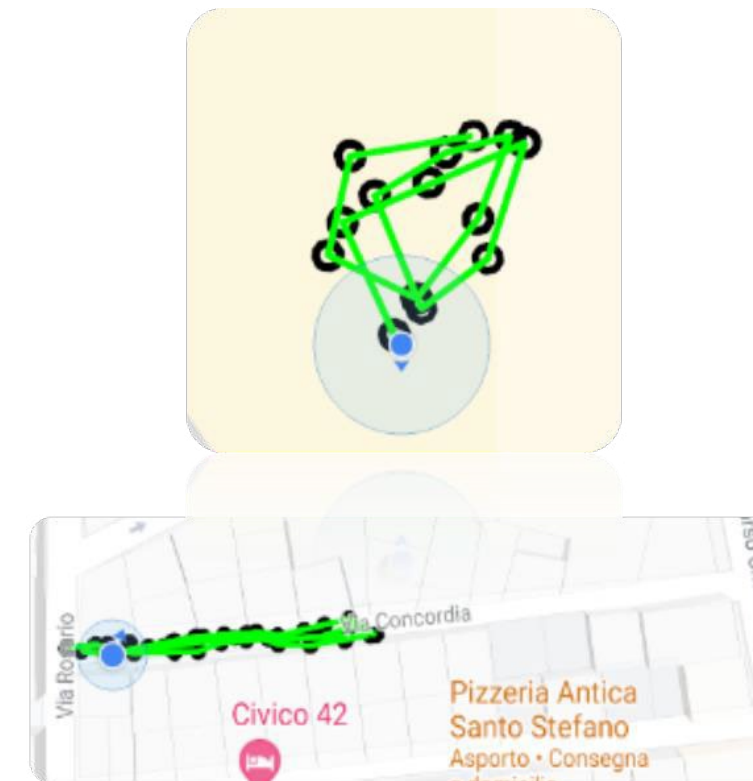 Via Rosario
Via Concordia
Civico 42
Pizzeria Antica
Santo Stefano
Asporto • Consegna